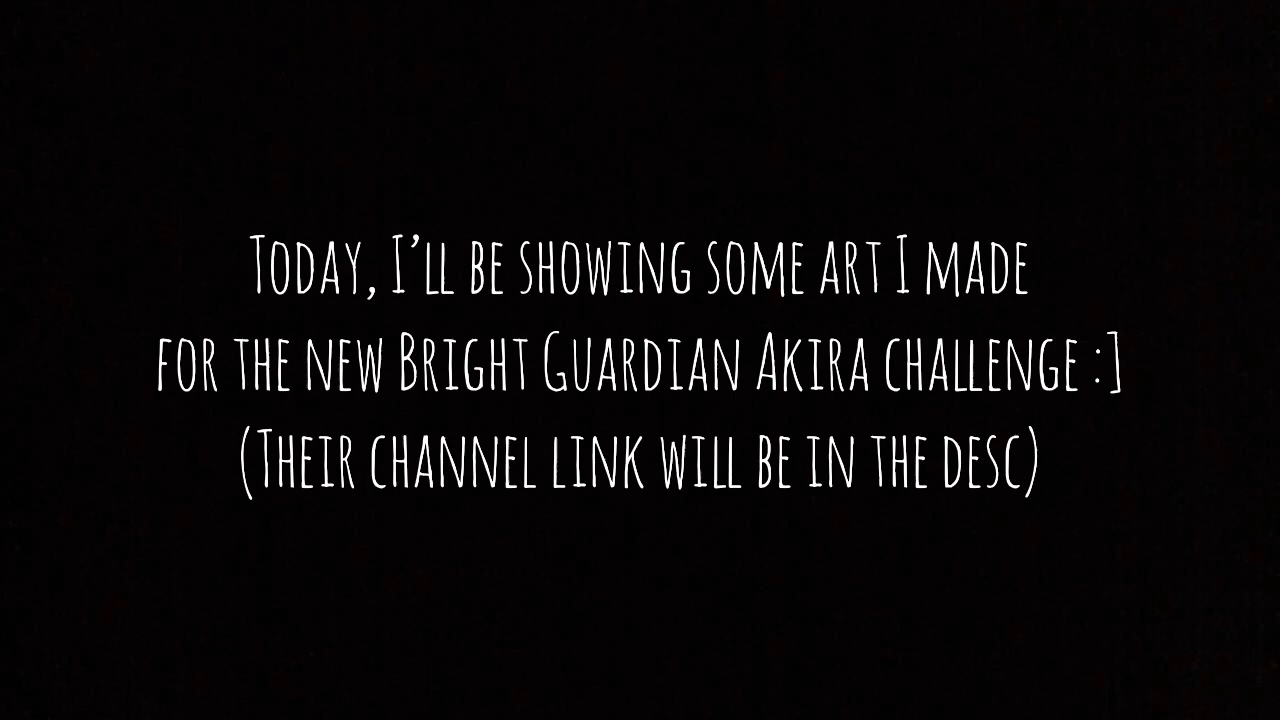 Today, I’ll be showing some art I made
for the new Bright Guardian Akira challenge :]
(Their channel link will be in the desc)